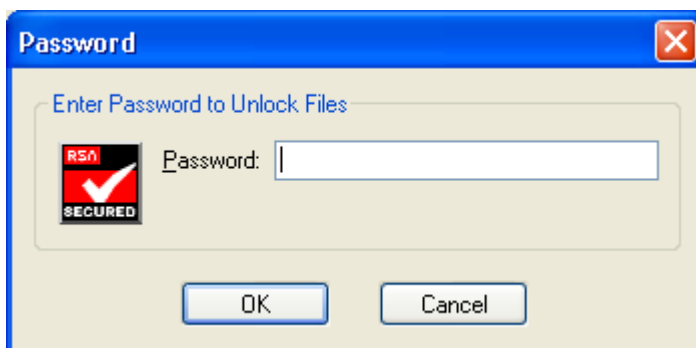 Password
Enter Password to Unlock Files
RSA
Password:
SECURED
OK Cancel